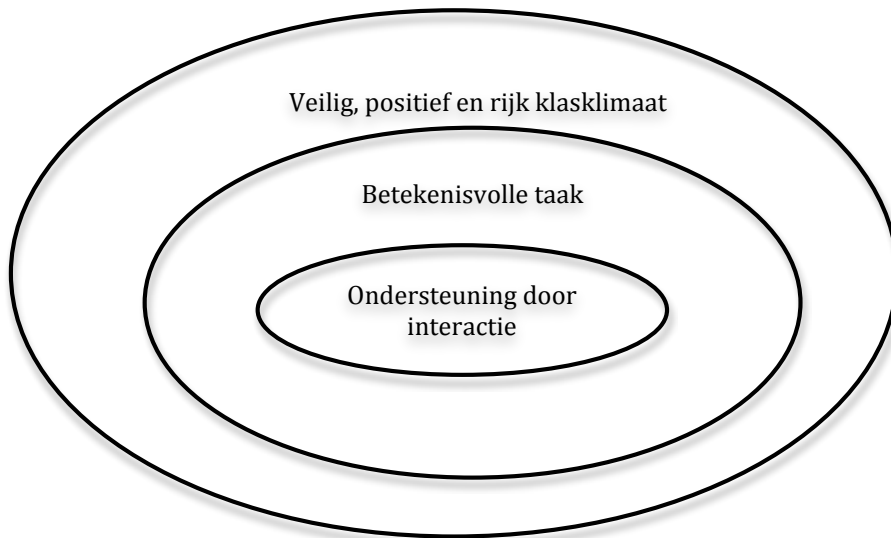 Veilig, positief en rijk klasklimaat
Betekenisvolle taak
Ondersteuning door
interactie